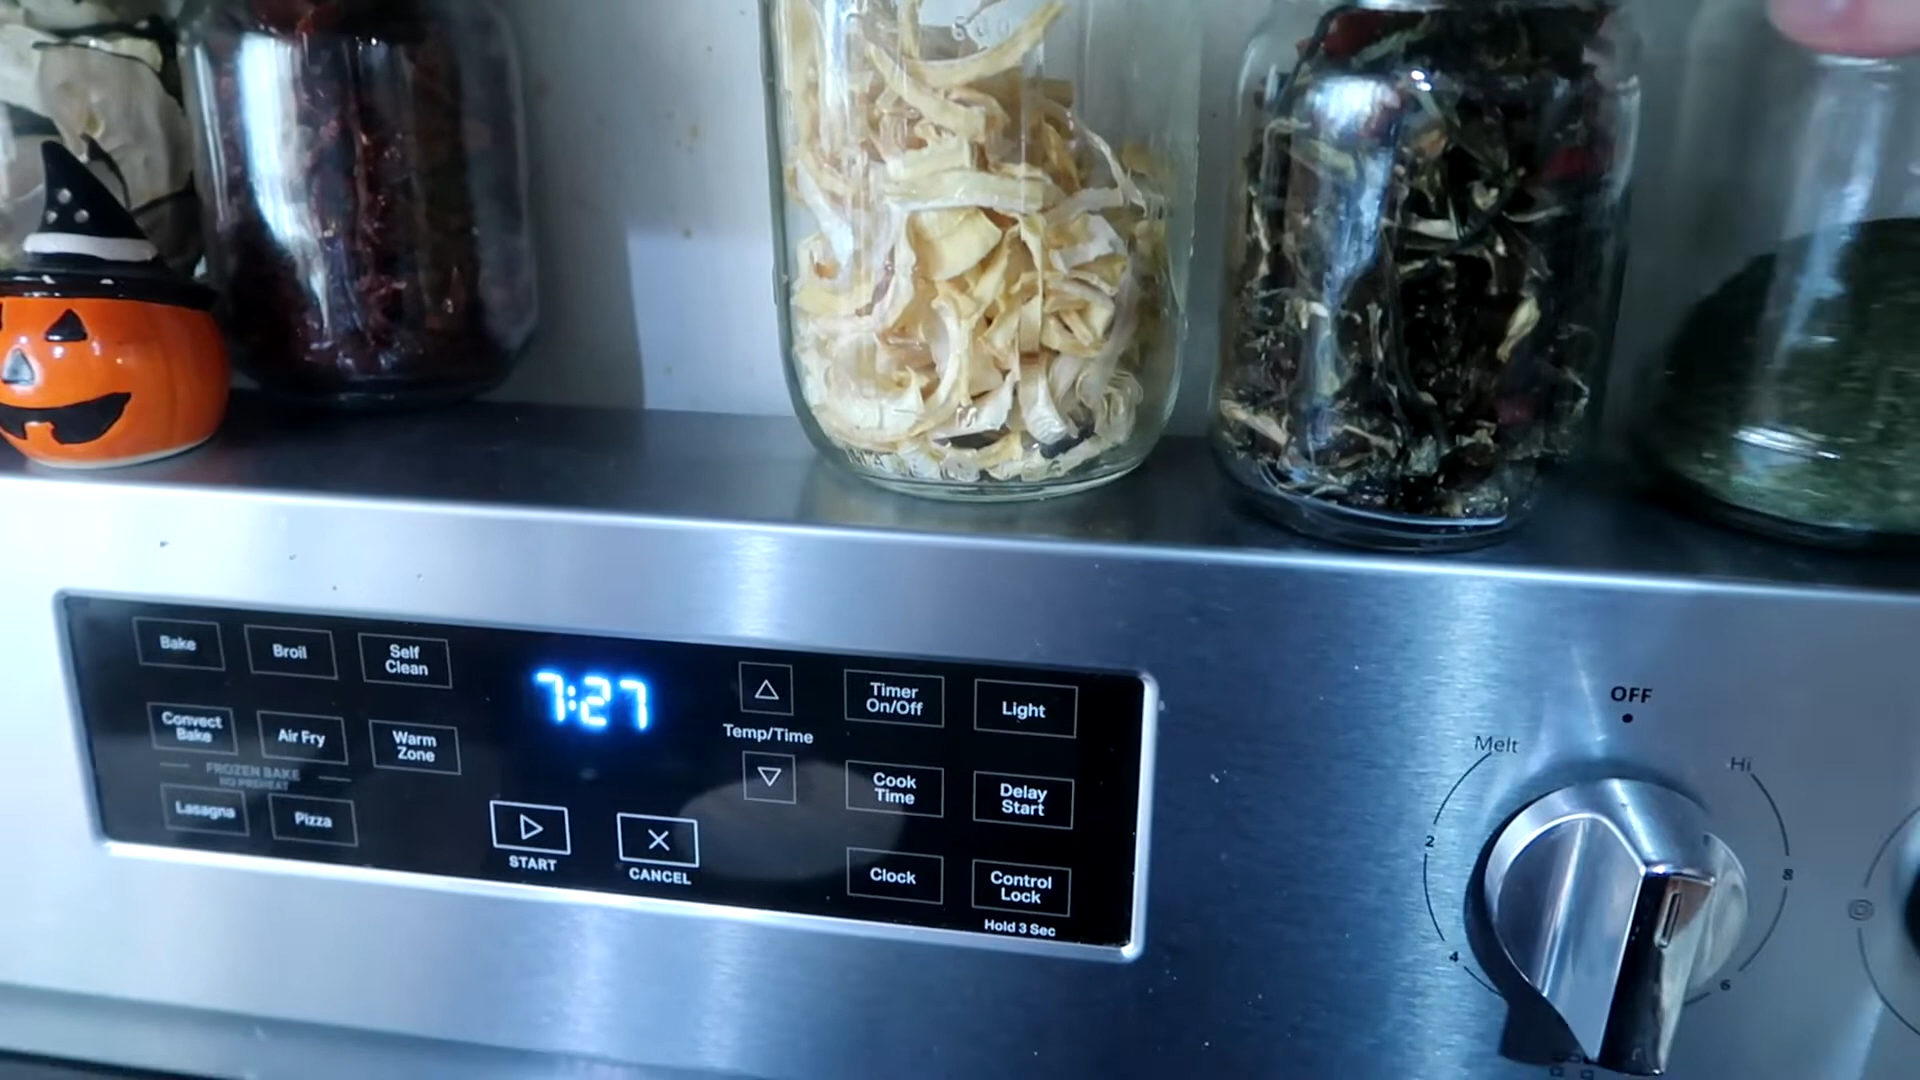 Bake
Broil
Self
Clean
7:27
Temp/Time
Timer
On/Off
Light
Convect
Bake
Air Fry
Warm
Zone
FROZEN BAKE
NO PREHEAT
Lasagna
Pizza
START
CANCEL
Cook
Time
Delay
Start
Clock
Control
Lock
Hold 3 Sec
OFF
Melt
Hi
2
8
4
6